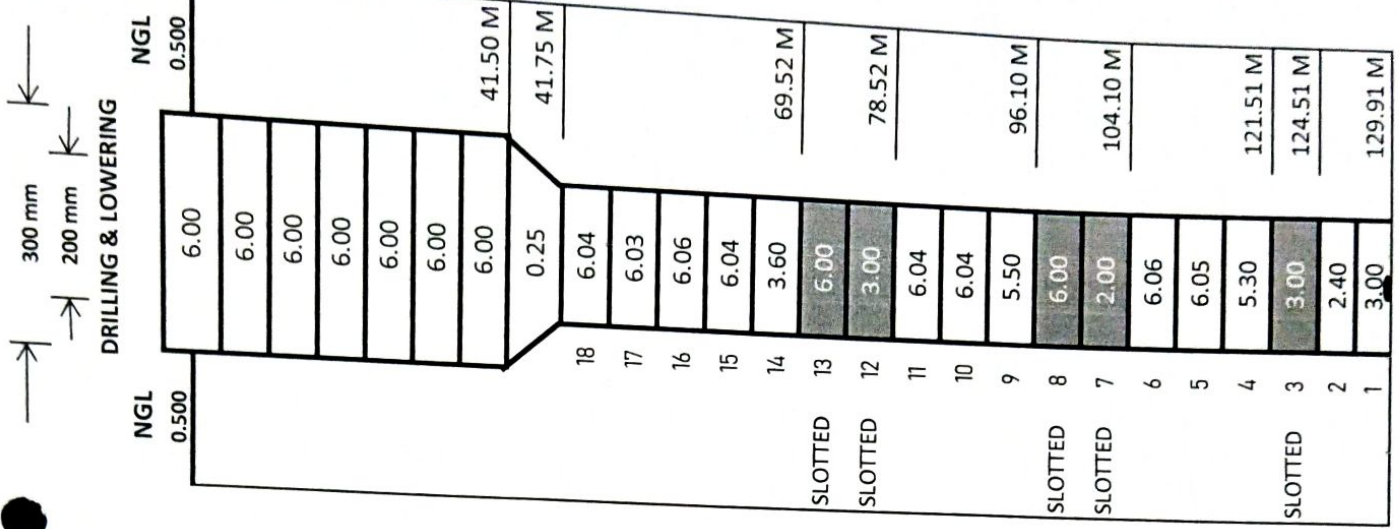 300 mm
200 mm
DRILLING & LOWERING
NGL
0.500
NGL
0.500
6.00
6.00
6.00
6.00
6.00
6.00
6.00
41.50 M
0.25
41.75 M
18 6.04
17 6.03
16 6.06
15 6.04
14 3.60
69.52 M
SLOTTED 13 6.00
SLOTTED 12 3.00
78.52 M
11 6.04
10 6.04
9 5.50
96.10 M
SLOTTED 8 6.00
SLOTTED 7 2.00
104.10 M
6 6.06
5 6.05
4 5.30
121.51 M
SLOTTED 3 3.00
124.51 M
2 2.40
1 3.00
129.91 M